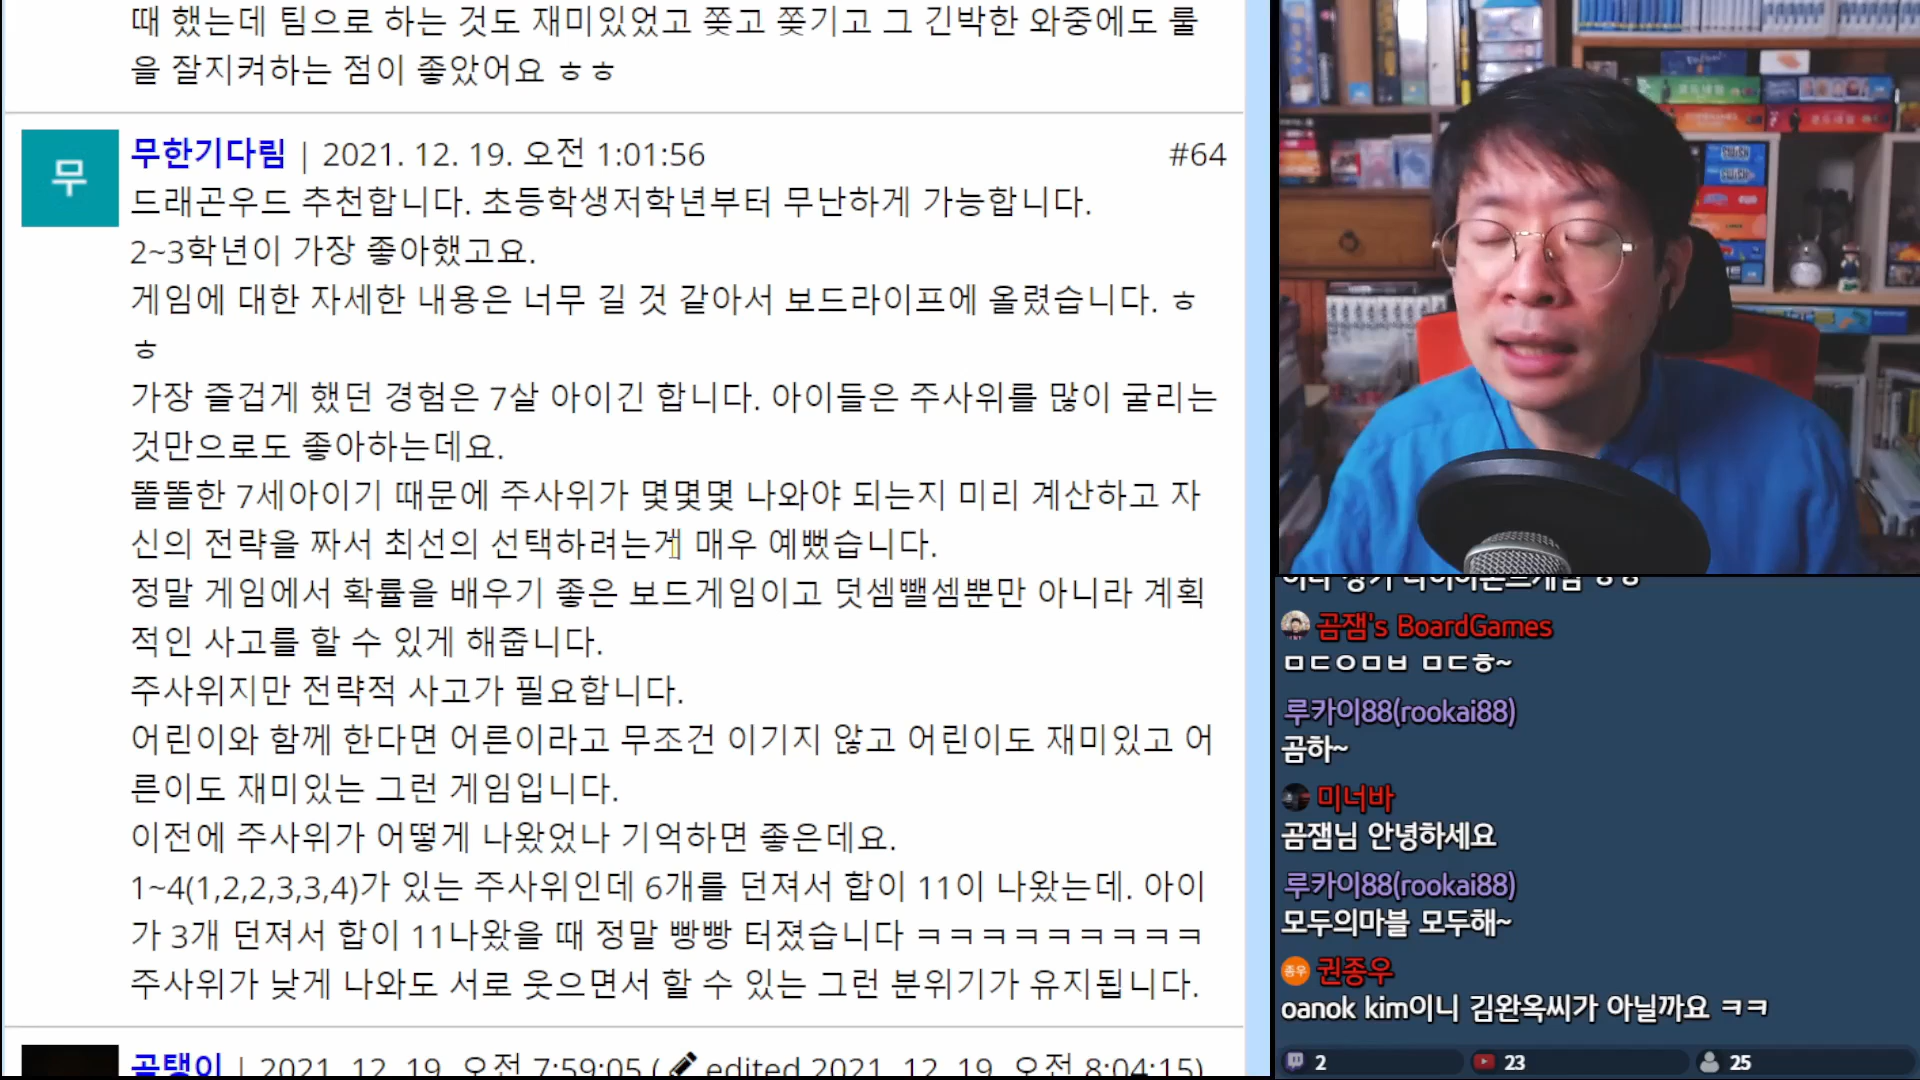 때 했는데 팀으로 하는 것도 재미있었고 쫒고 쫒기고 그 긴박한 와중에도 룰
을 잘지켜하는 점이 좋았어요 ㅎㅎ
무
무한기다림 | 2021. 12. 19. 오전 1:01:56
#64
드래곤우드 추천합니다. 초등학생저학년부터 무난하게 가능합니다.
2~3학년이 가장 좋아했고요.
게임에 대한 자세한 내용은 너무 길 것 같아서 보드라이프에 올렸습니다. ㅎ
ㅎ
가장 즐겁게 했던 경험은 7살 아이긴 합니다. 아이들은 주사위를 많이 굴리는
것만으로도 좋아하는데요.
똘똘한 7세아이기 때문에 주사위가 몇몇몇 나와야 되는지 미리 계산하고 자
신의 전략을 짜서 최선의 선택하려는게 매우 예뻤습니다.
정말 게임에서 확률을 배우기 좋은 보드게임이고 덧셈뺄셈뿐만 아니라 계획
적인 사고를 할 수 있게 해줍니다.
주사위지만 전략적 사고가 필요합니다.
어린이와 함께 한다면 어른이라고 무조건 이기지 않고 어린이도 재미있고 어
른이도 재미있는 그런 게임입니다.
이전에 주사위가 어떻게 나왔었나 기억하면 좋은데요.
1~4(1,2,2,3,3,4)가 있는 주사위인데 6개를 던져서 합이 11이 나왔는데. 아이
가 3개 던져서 합이 11나왔을 때 정말 빵빵 터졌습니다 ㅋㅋㅋㅋㅋㅋㅋㅋㅋ
주사위가 낮게 나와도 서로 웃으면서 할 수 있는 그런 분위기가 유지됩니다.
곰탱이 | 2021. 12. 19. 오전 7:59:05 ( edited 2021. 12. 19. 오전 8:04:15)
곰잼's BoardGames
ㅁㄷㅇㅁㅂ ㅁㄷㅎ~
루카이88(rookai88)
곰하~
미너바
곰잼님 안녕하세요
루카이88(rookai88)
모두의마블 모두해~
종우
권종우
oanok kim이니 김완옥씨가 아닐까요 ㅋㅋ
2
23
25